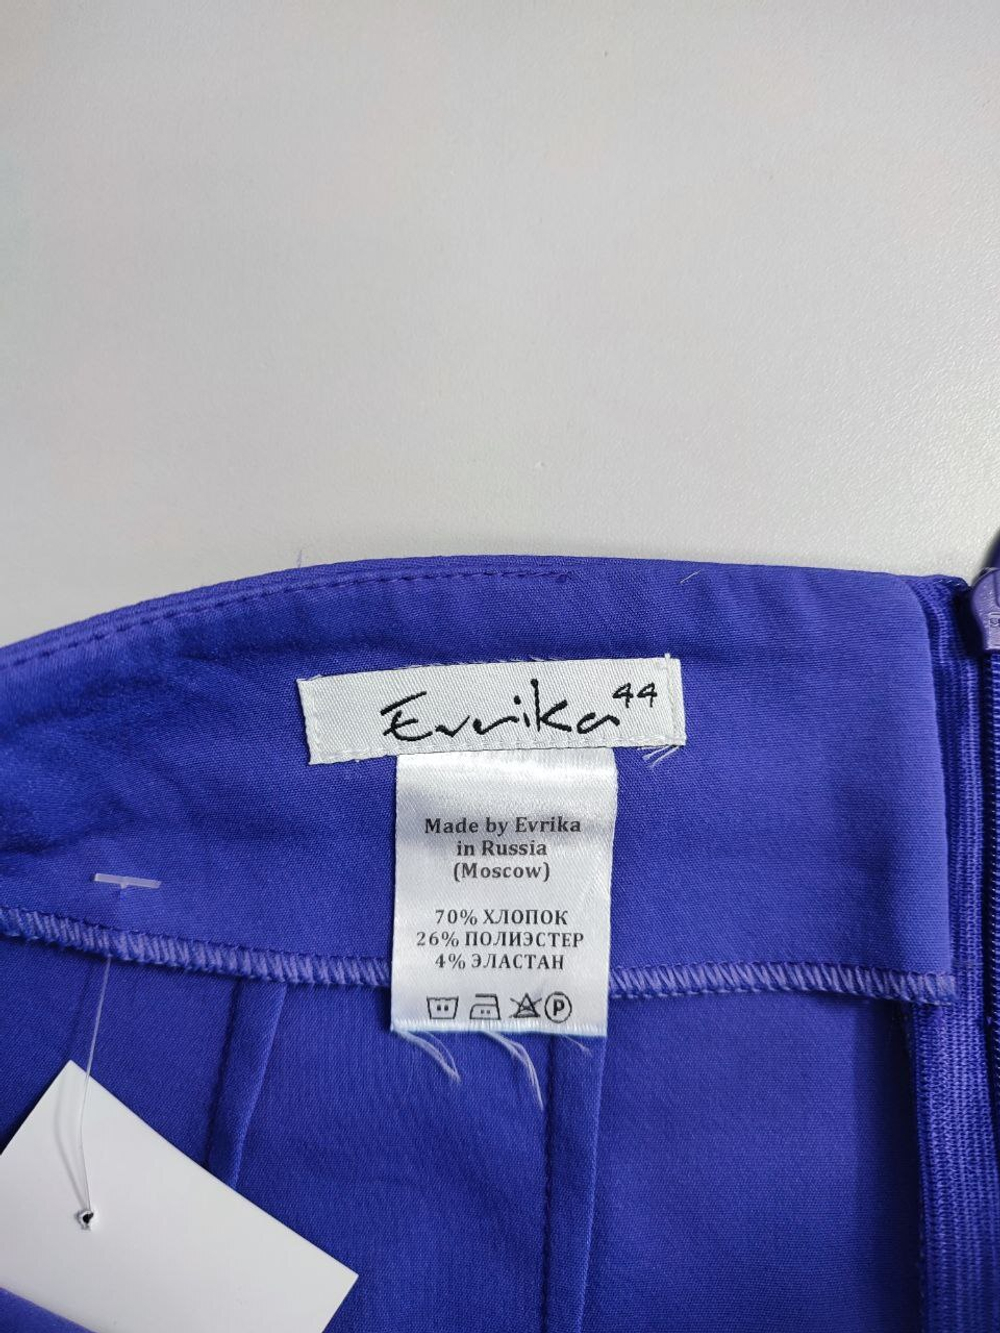 Evrika 44
Made by Evrika
in Russia
(Moscow)
70% ХЛОПОК
26% ПОЛИЭСТЕР
4% ЭЛАСТАН
P